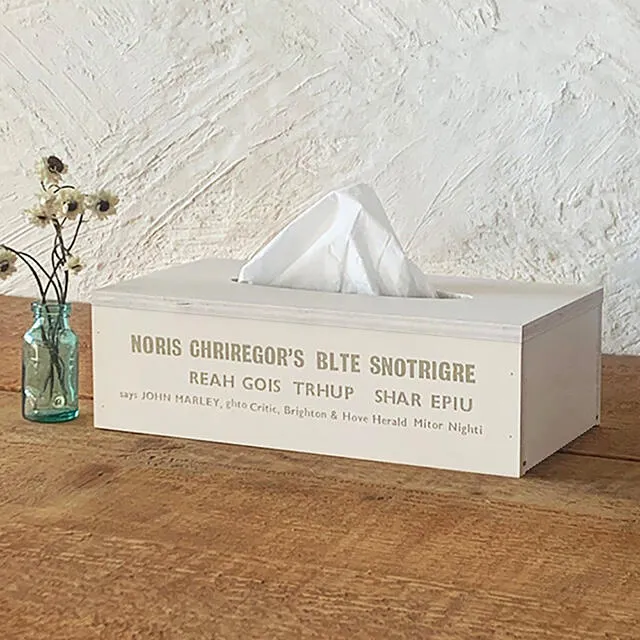 NORIS CHRIREGOR'S BLTE SNOTRIGRE
REAH GOIS TRHUP SHAR EPIU
says JOHN MARLEY, ghto Critic, Brighton & Hove Herald Mitor Nighti